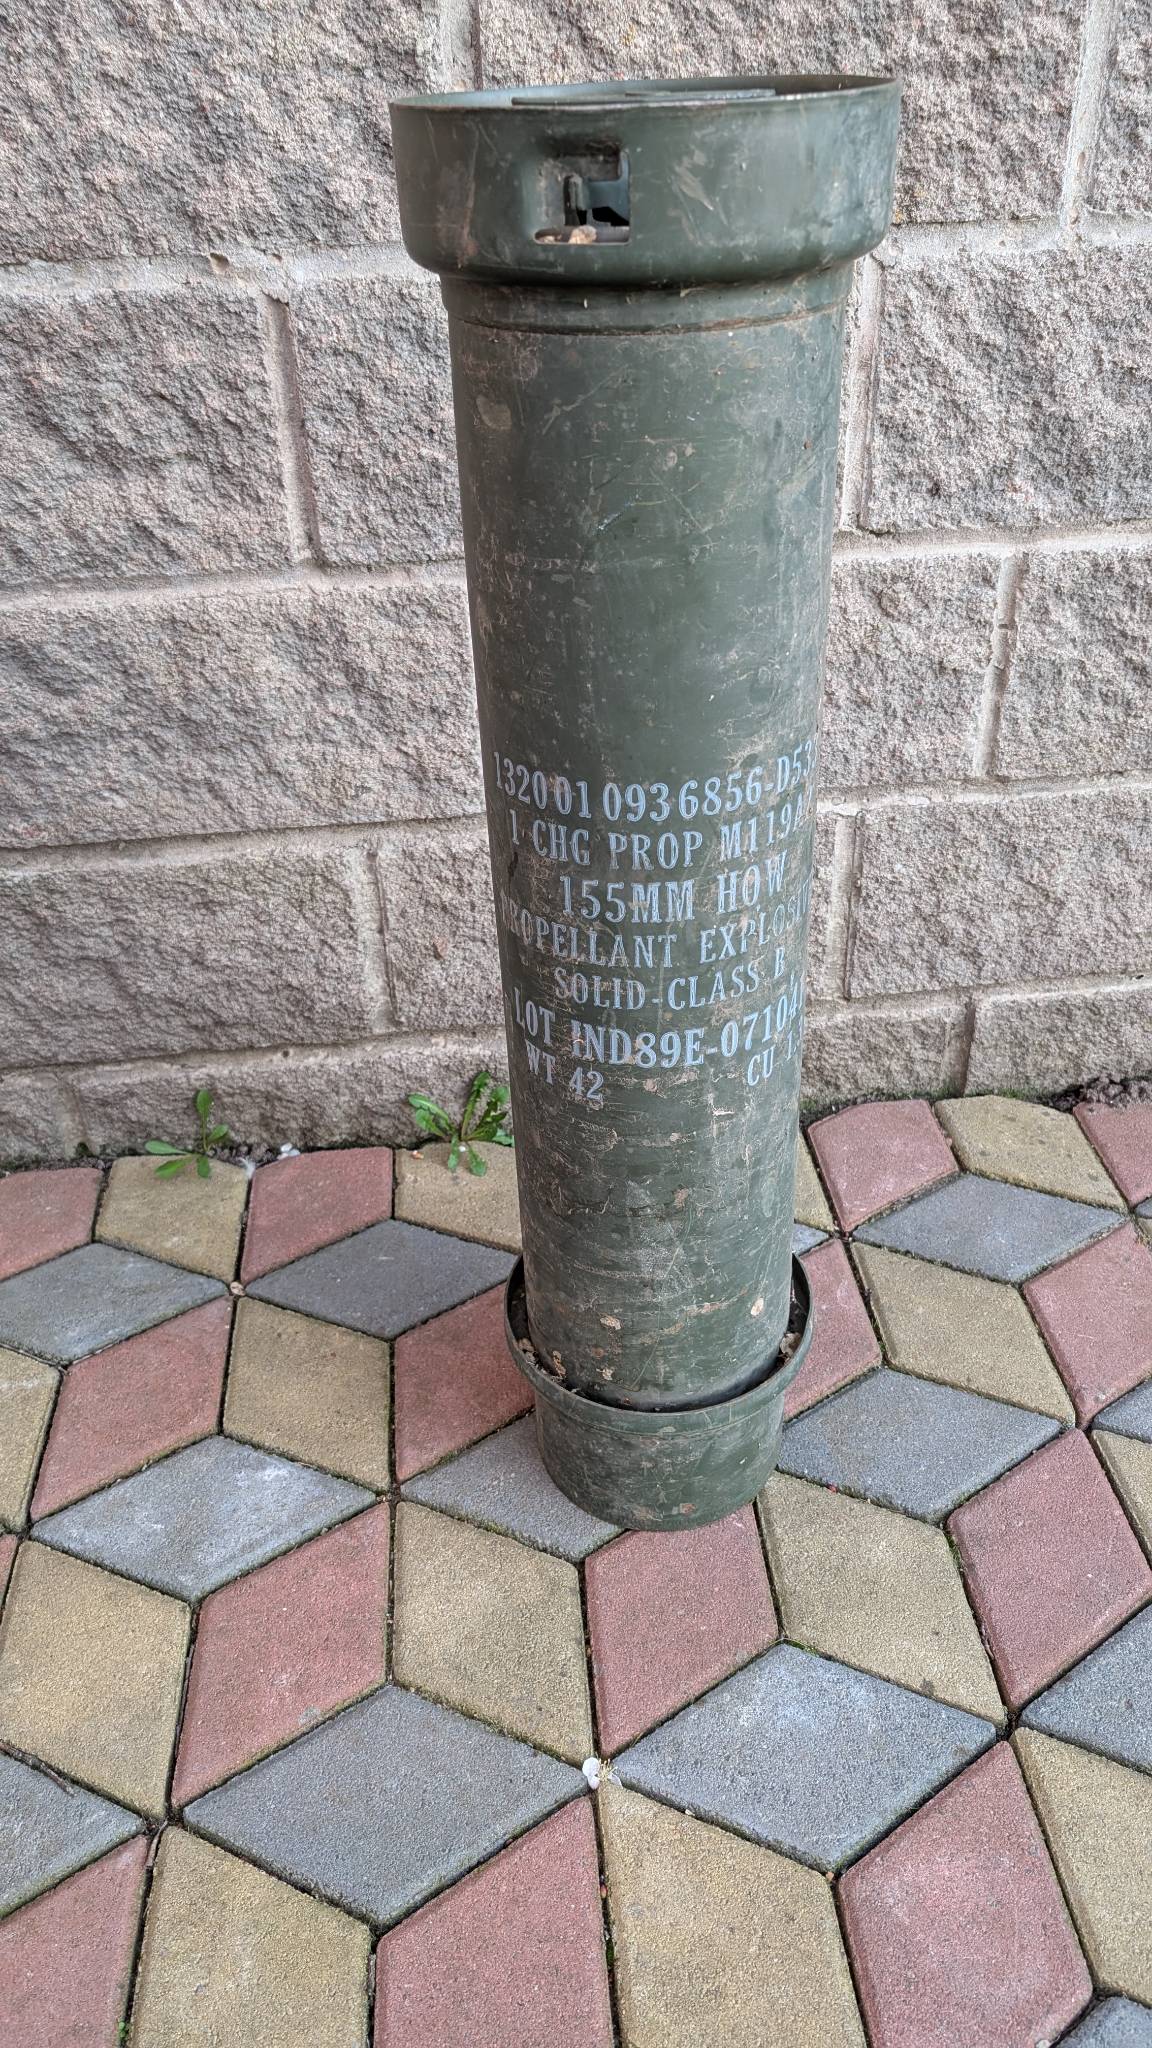 1320 01 093 6856-D53
1 CHG PROP M119A
155MM HOW
PROPELLANT EXPLOSIV
SOLID-CLASS B
LOT IND89E-07104
WT 42 CU 1.